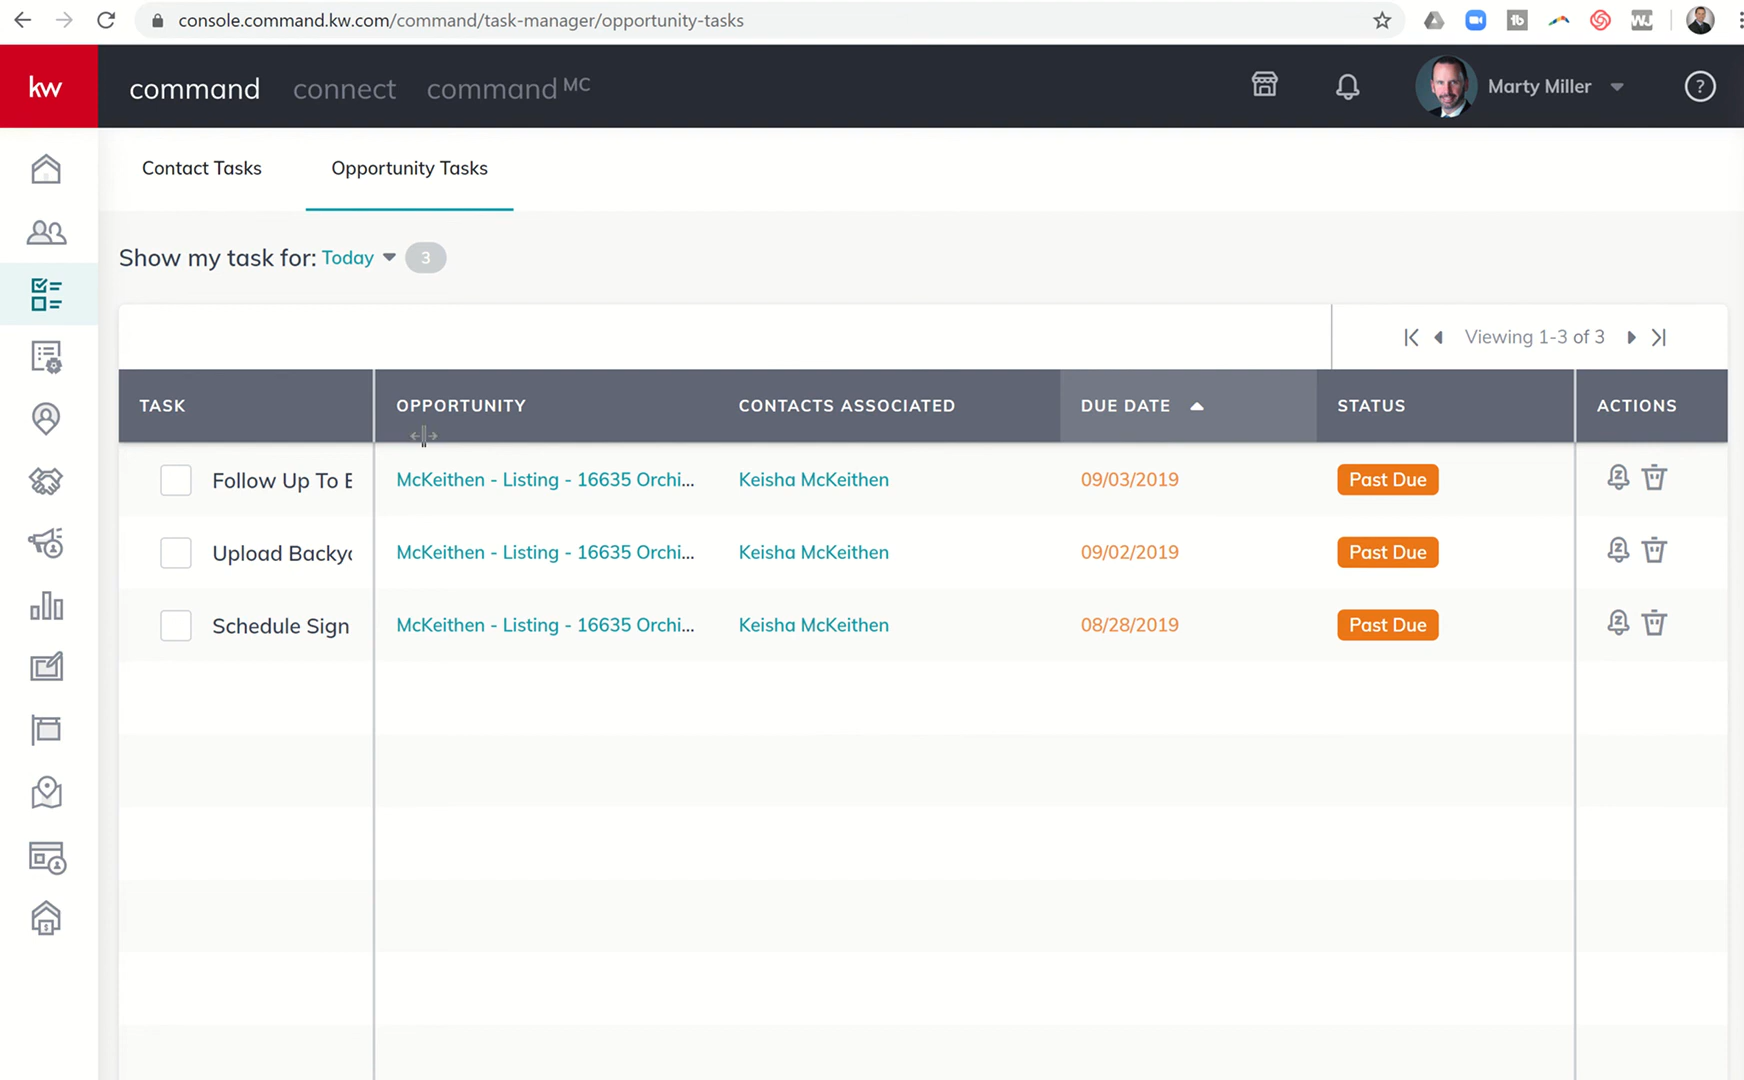 console.command.kw.com/command/task-manager/opportunity-tasks
kw command connect command MC Marty Miller ?
Contact Tasks Opportunity Tasks
Show my task for: Today 3
Viewing 1-3 of 3
TASK OPPORTUNITY CONTACTS ASSOCIATED DUE DATE STATUS ACTIONS
Follow Up To E McKeithen - Listing - 16635 Orchi... Keisha McKeithen 09/03/2019 Past Due
Upload Backyc McKeithen - Listing - 16635 Orchi... Keisha McKeithen 09/02/2019 Past Due
Schedule Sign McKeithen - Listing - 16635 Orchi... Keisha McKeithen 08/28/2019 Past Due